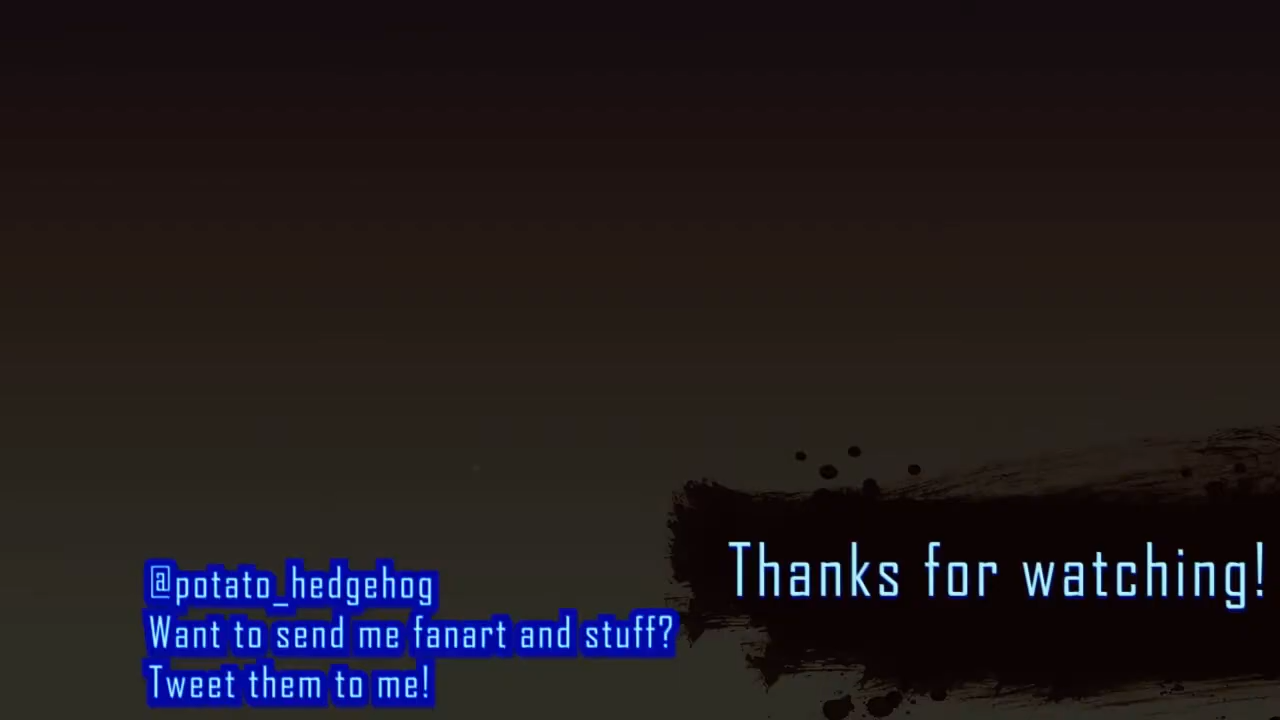 @potato_hedgehog
Want to send me fanart and stuff?
Tweet them to me!
Thanks for watching!